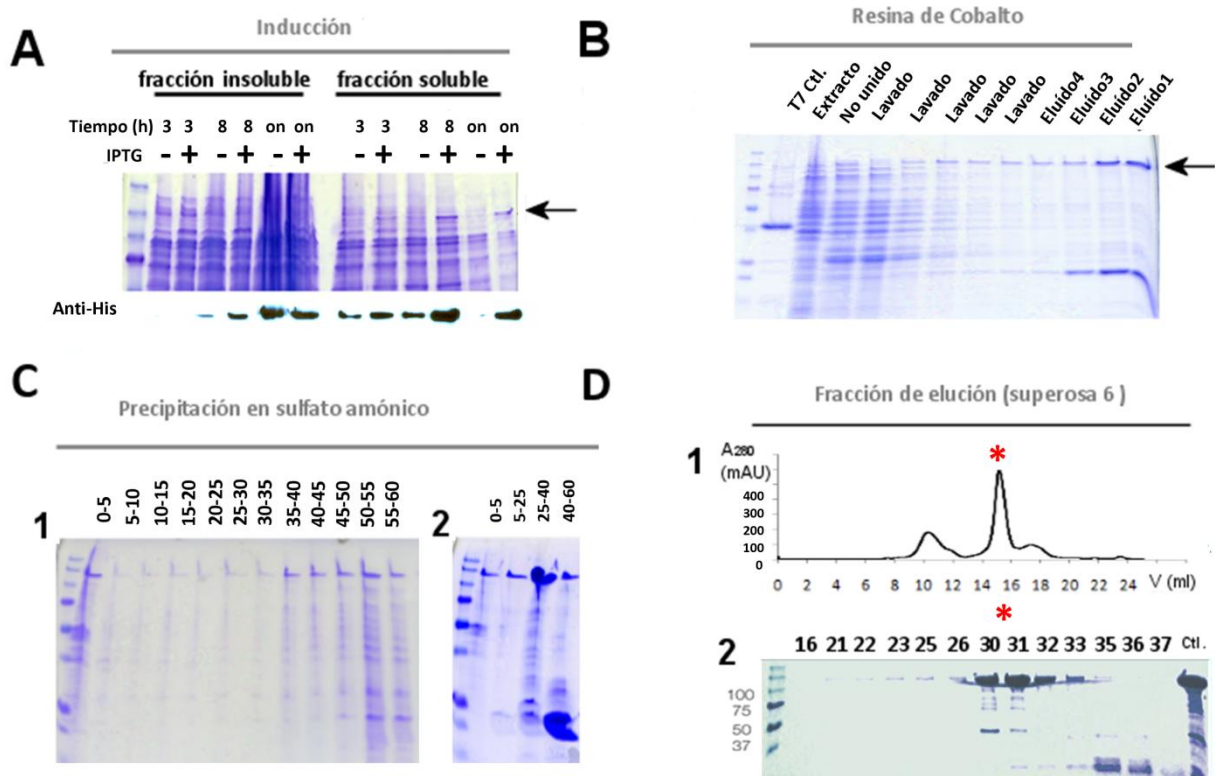 A
Inducción
fracción insoluble fracción soluble
Tiempo (h) 3 3 8 8 on on 3 3 8 8 on on
IPTG - + - + - + - + - + - +
Anti-His
B
Resina de Cobalto
T7 Ctl. Extracto No unido Lavado Lavado Lavado Lavado Lavado Eluído4 Eluído3 Eluído2 Eluído1
C
Precipitación en sulfato amónico
1
0-5 5-10 10-15 15-20 20-25 25-30 30-35 35-40 40-45 45-50 50-55 55-60
2
0-5 5-25 25-40 40-60
D
Fracción de elución (superosa 6 )
1
A280
(mAU)
400
300
200
100
0
0 2 4 6 8 10 12 14 16 18 20 22 24 V (ml)
*
*
2
16 21 22 23 25 26 30 31 32 33 35 36 37 Ctl.
100
75
50
37